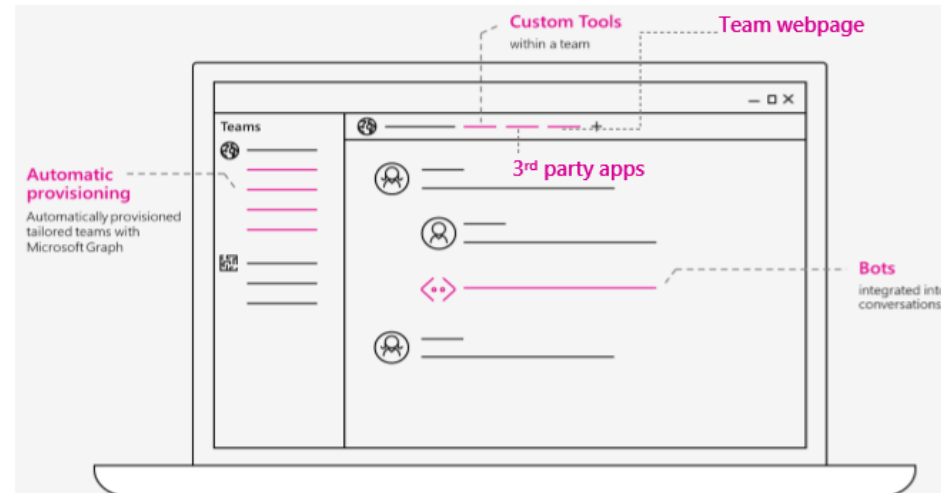 Custom Tools
within a team
Team webpage
Teams
3rd party apps
Automatic
provisioning
Automatically provisioned
tailored teams with
Microsoft Graph
Bots
integrated int
conversations